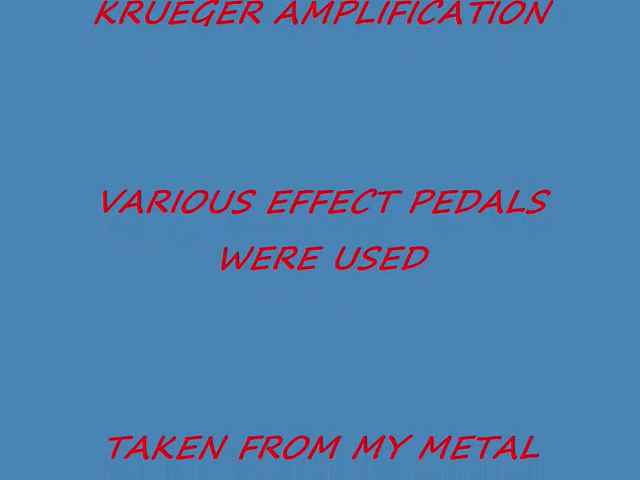 KRUEGER AMPLIFICATION
VARIOUS EFFECT PEDALS
WERE USED
TAKEN FROM MY METAL